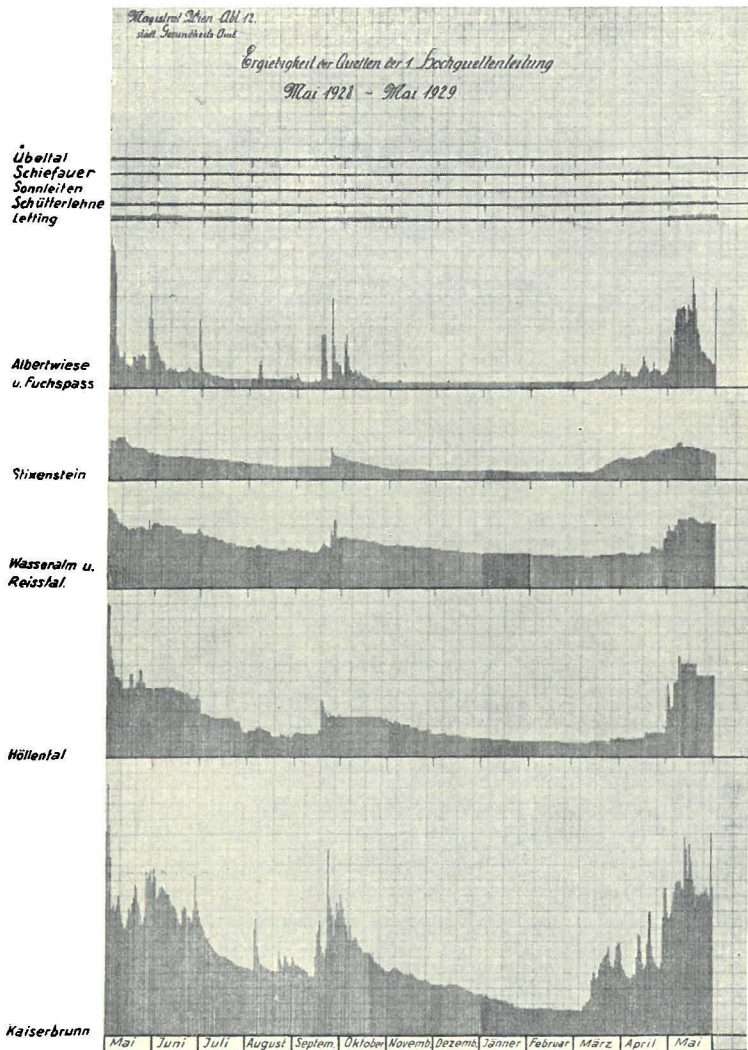 Magistrat Wien Abt 12.
städt. Gesundheits Amt.
Ergiebigkeit der Quellen der 1. Hochquellenleitung
Mai 1928 - Mai 1929
Übeltal
Schiefauer
Sonnleiten
Schütterlehne
Letting
Albertwiese
u. Fuchspass
Stixenstein
Wasseralm u.
Reisstal.
Höllental
Kaiserbrunn
Mai Juni Juli August Septem. Oktober Novemb. Dezemb. Jänner Februar März April Mai